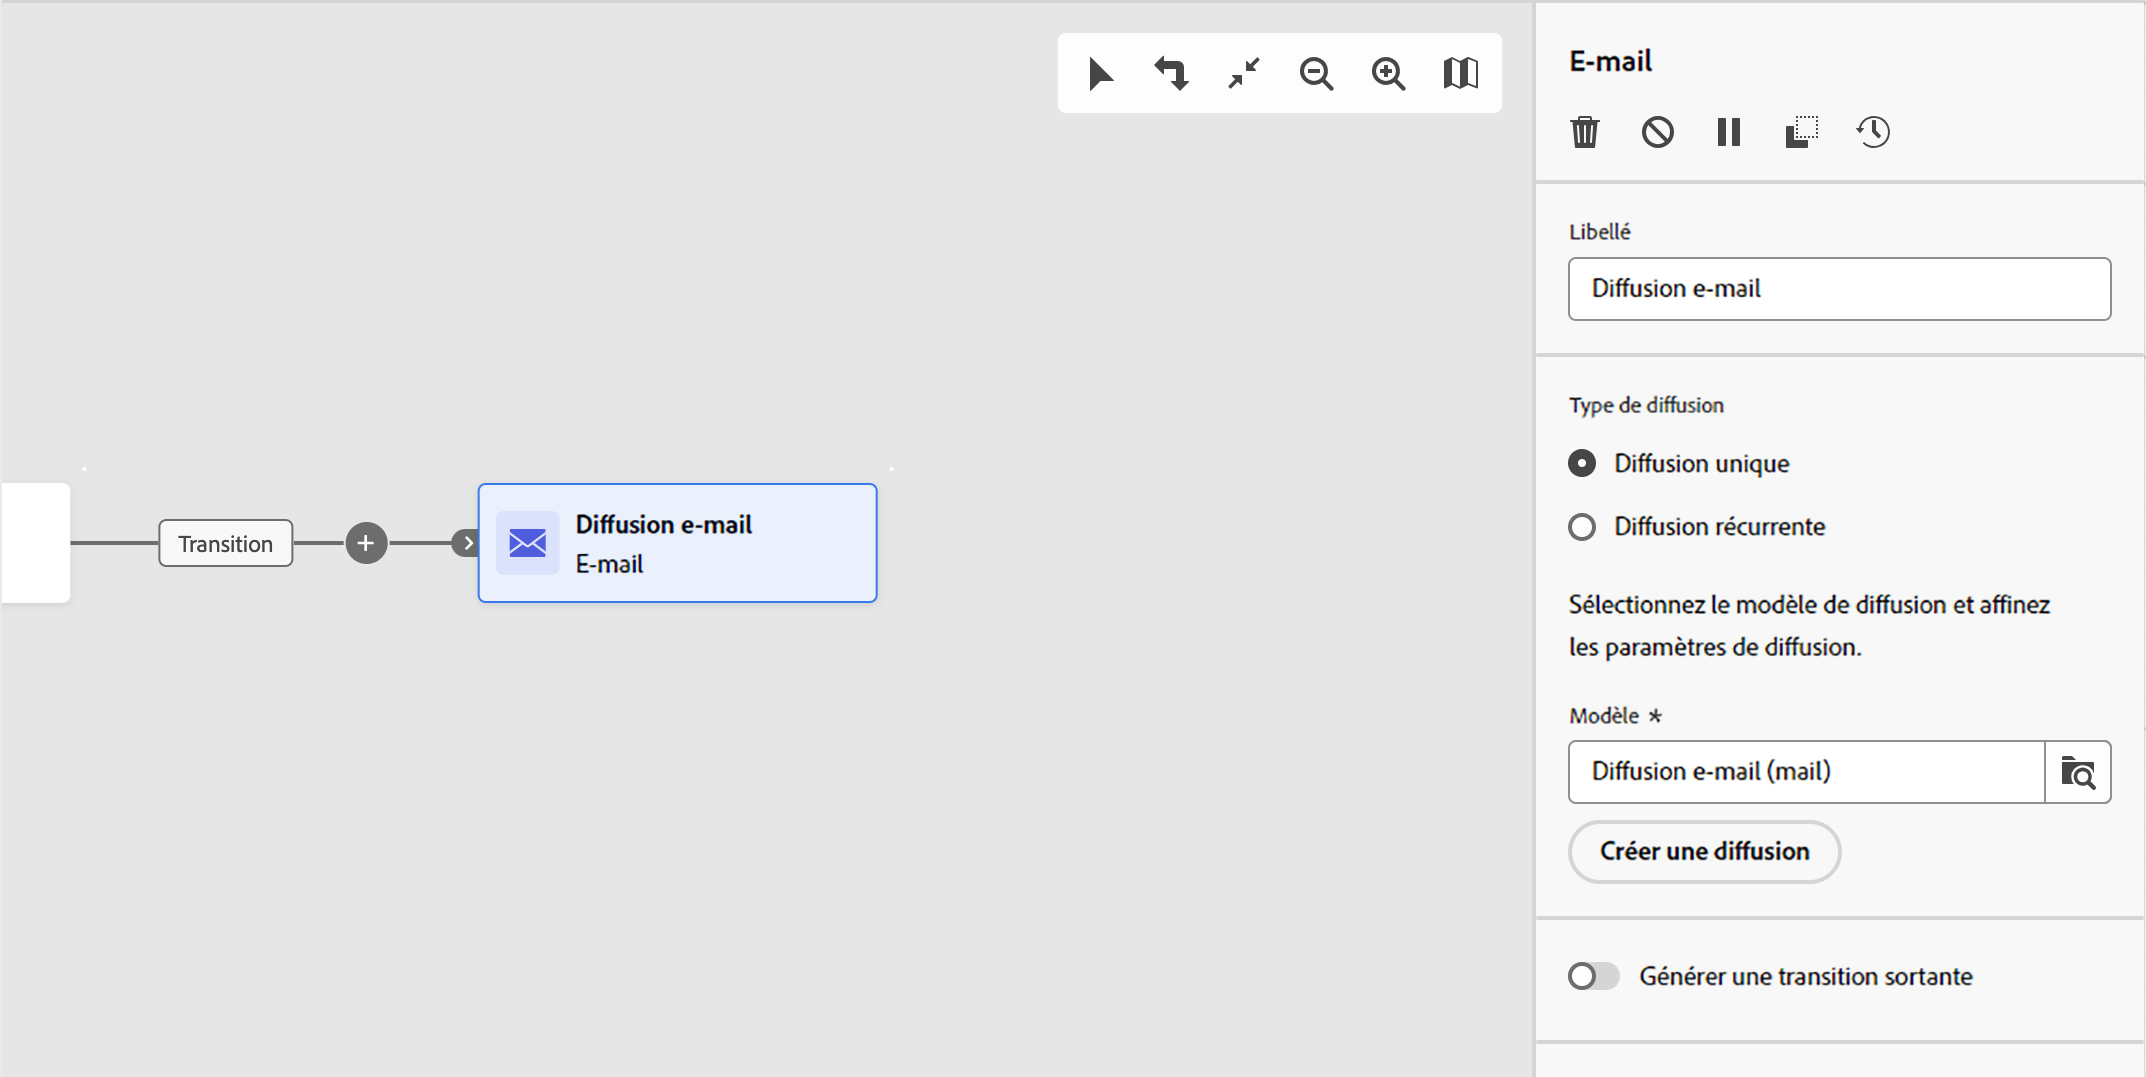 E-mail
Libellé
Diffusion e-mail
Type de diffusion
Diffusion unique
Diffusion récurrente
Sélectionnez le modèle de diffusion et affinez
les paramètres de diffusion.
Modèle *
Diffusion e-mail (mail)
Créer une diffusion
Générer une transition sortante
Transition
Diffusion e-mail
E-mail